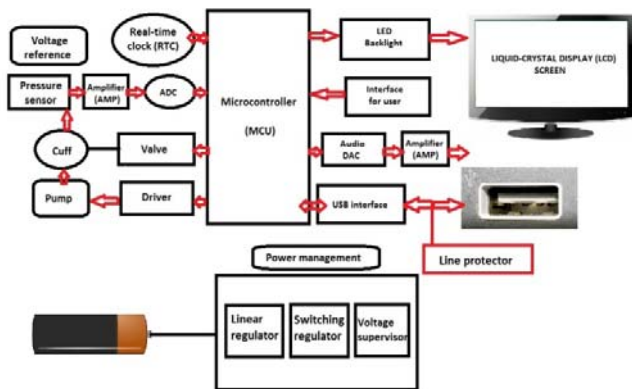 Voltage
reference
Real-time
clock (RTC)
Pressure
sensor
Amplifier
(AMP)
ADC
Cuff
Valve
Pump
Driver
Microcontroller
(MCU)
LED
Backlight
Interface
for user
Audio
DAC
Amplifier
(AMP)
USB interface
LIQUID-CRYSTAL DISPLAY (LCD)
SCREEN
Line protector
Power management
Linear
regulator
Switching
regulator
Voltage
supervisor